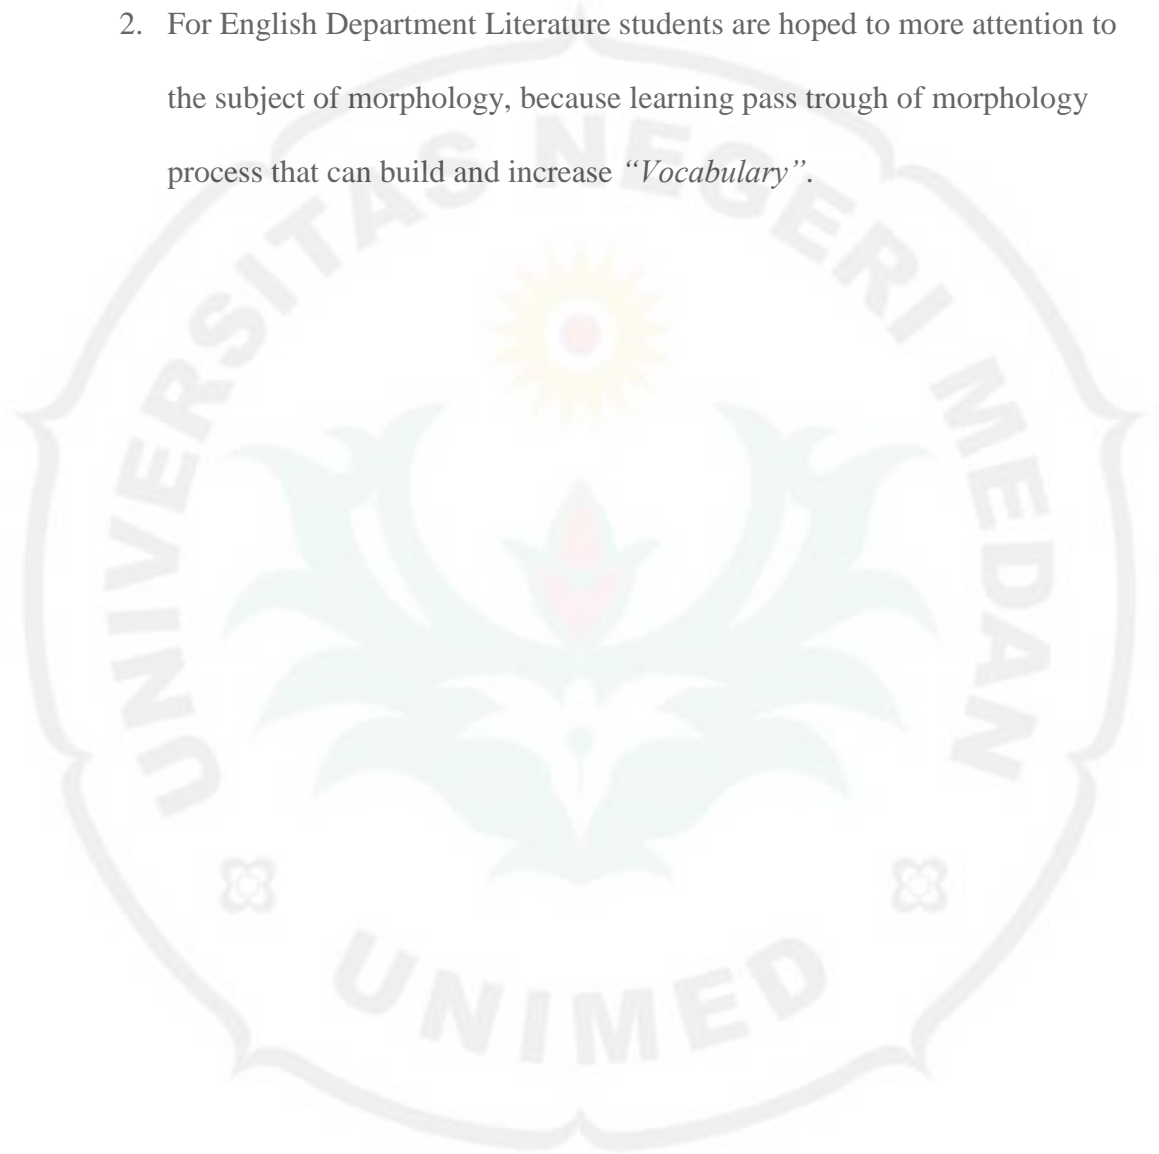 2. For English Department Literature students are hoped to more attention to
the subject of morphology, because learning pass trough of morphology
process that can build and increase “Vocabulary”.
UNIVERSITAS NEGERI MEDAN
UNIMED